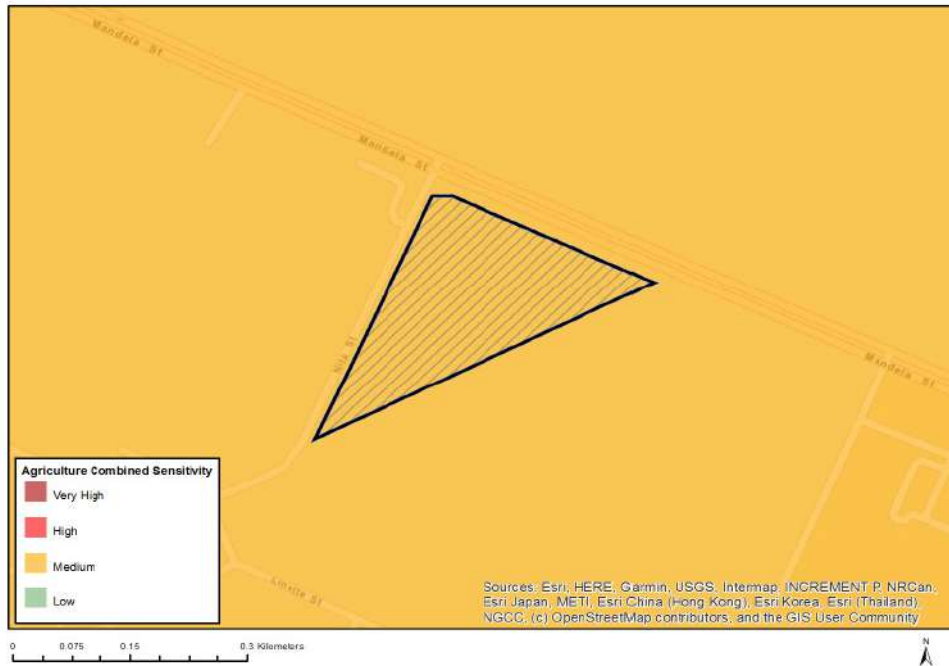 Mandela St
Mandela St
Nita St
Mandela St
Agriculture Combined Sensitivity
Very High
High
Medium
Low
Sources: Esri, HERE, Garmin, USGS, Intermap, INCREMENT P, NRCan,
Esri Japan, METI, Esri China (Hong Kong), Esri Korea, Esri (Thailand),
NGCC, (c) OpenStreetMap contributors, and the GIS User Community
0 0.075 0.15 0.3 Kilometers
N